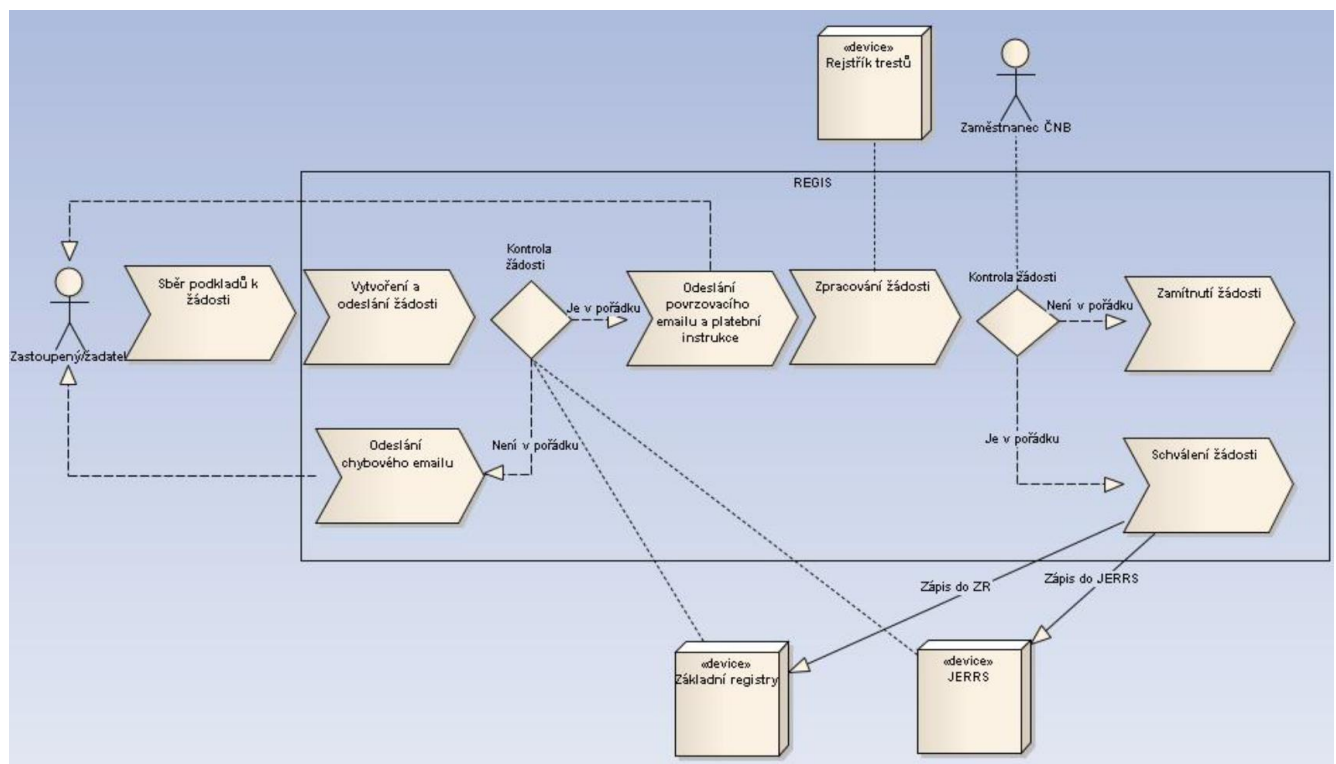 «device»
Rejstřík trestů
Zaměstnanec ČNB
REGIS
Zastoupený/žadatel
Sběr podkladů k
žádosti
Vytvoření a
odeslání žádosti
Kontrola
žádosti
Je v pořádku
Odeslání
povrzovacího
emailu a platební
instrukce
Zpracování žádosti
Kontrola žádosti
Není v pořádku
Zamítnutí žádosti
Odeslání
chybového emailu
Není v pořádku
Je v pořádku
Schválení žádosti
Zápis do ZR
Zápis do JERRS
«device»
Základní registry
«device»
JERRS